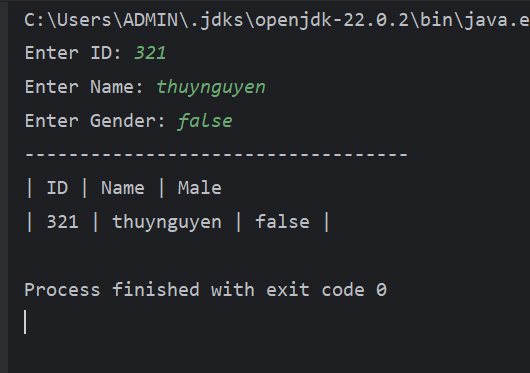 C:\Users\ADMIN\.jdks\openjdk-22.0.2\bin\java.e
Enter ID: 321
Enter Name: thuynguyen
Enter Gender: false
-----------------------------------
| ID | Name | Male
| 321 | thuynguyen | false |
Process finished with exit code 0